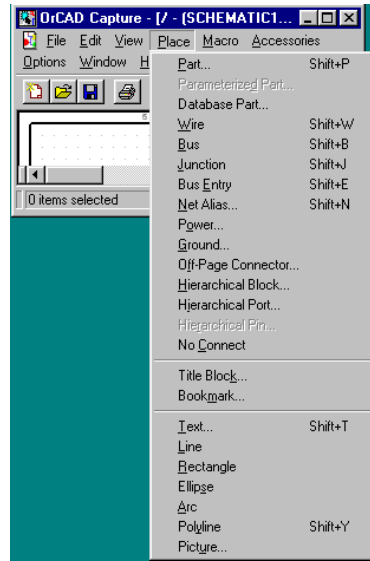 OrCAD Capture - [/ - (SCHEMATIC1...
File Edit View Place Macro Accessories
Options Window H
5
0 items selected
Part... Shift+P
Parameterized Part...
Database Part...
Wire Shift+W
Bus Shift+B
Junction Shift+J
Bus Entry Shift+E
Net Alias... Shift+N
Power...
Ground...
Off-Page Connector...
Hierarchical Block...
Hierarchical Port...
Hierarchical Pin...
No Connect
Title Block...
Bookmark...
Text... Shift+T
Line
Rectangle
Ellipse
Arc
Polyline Shift+Y
Picture...